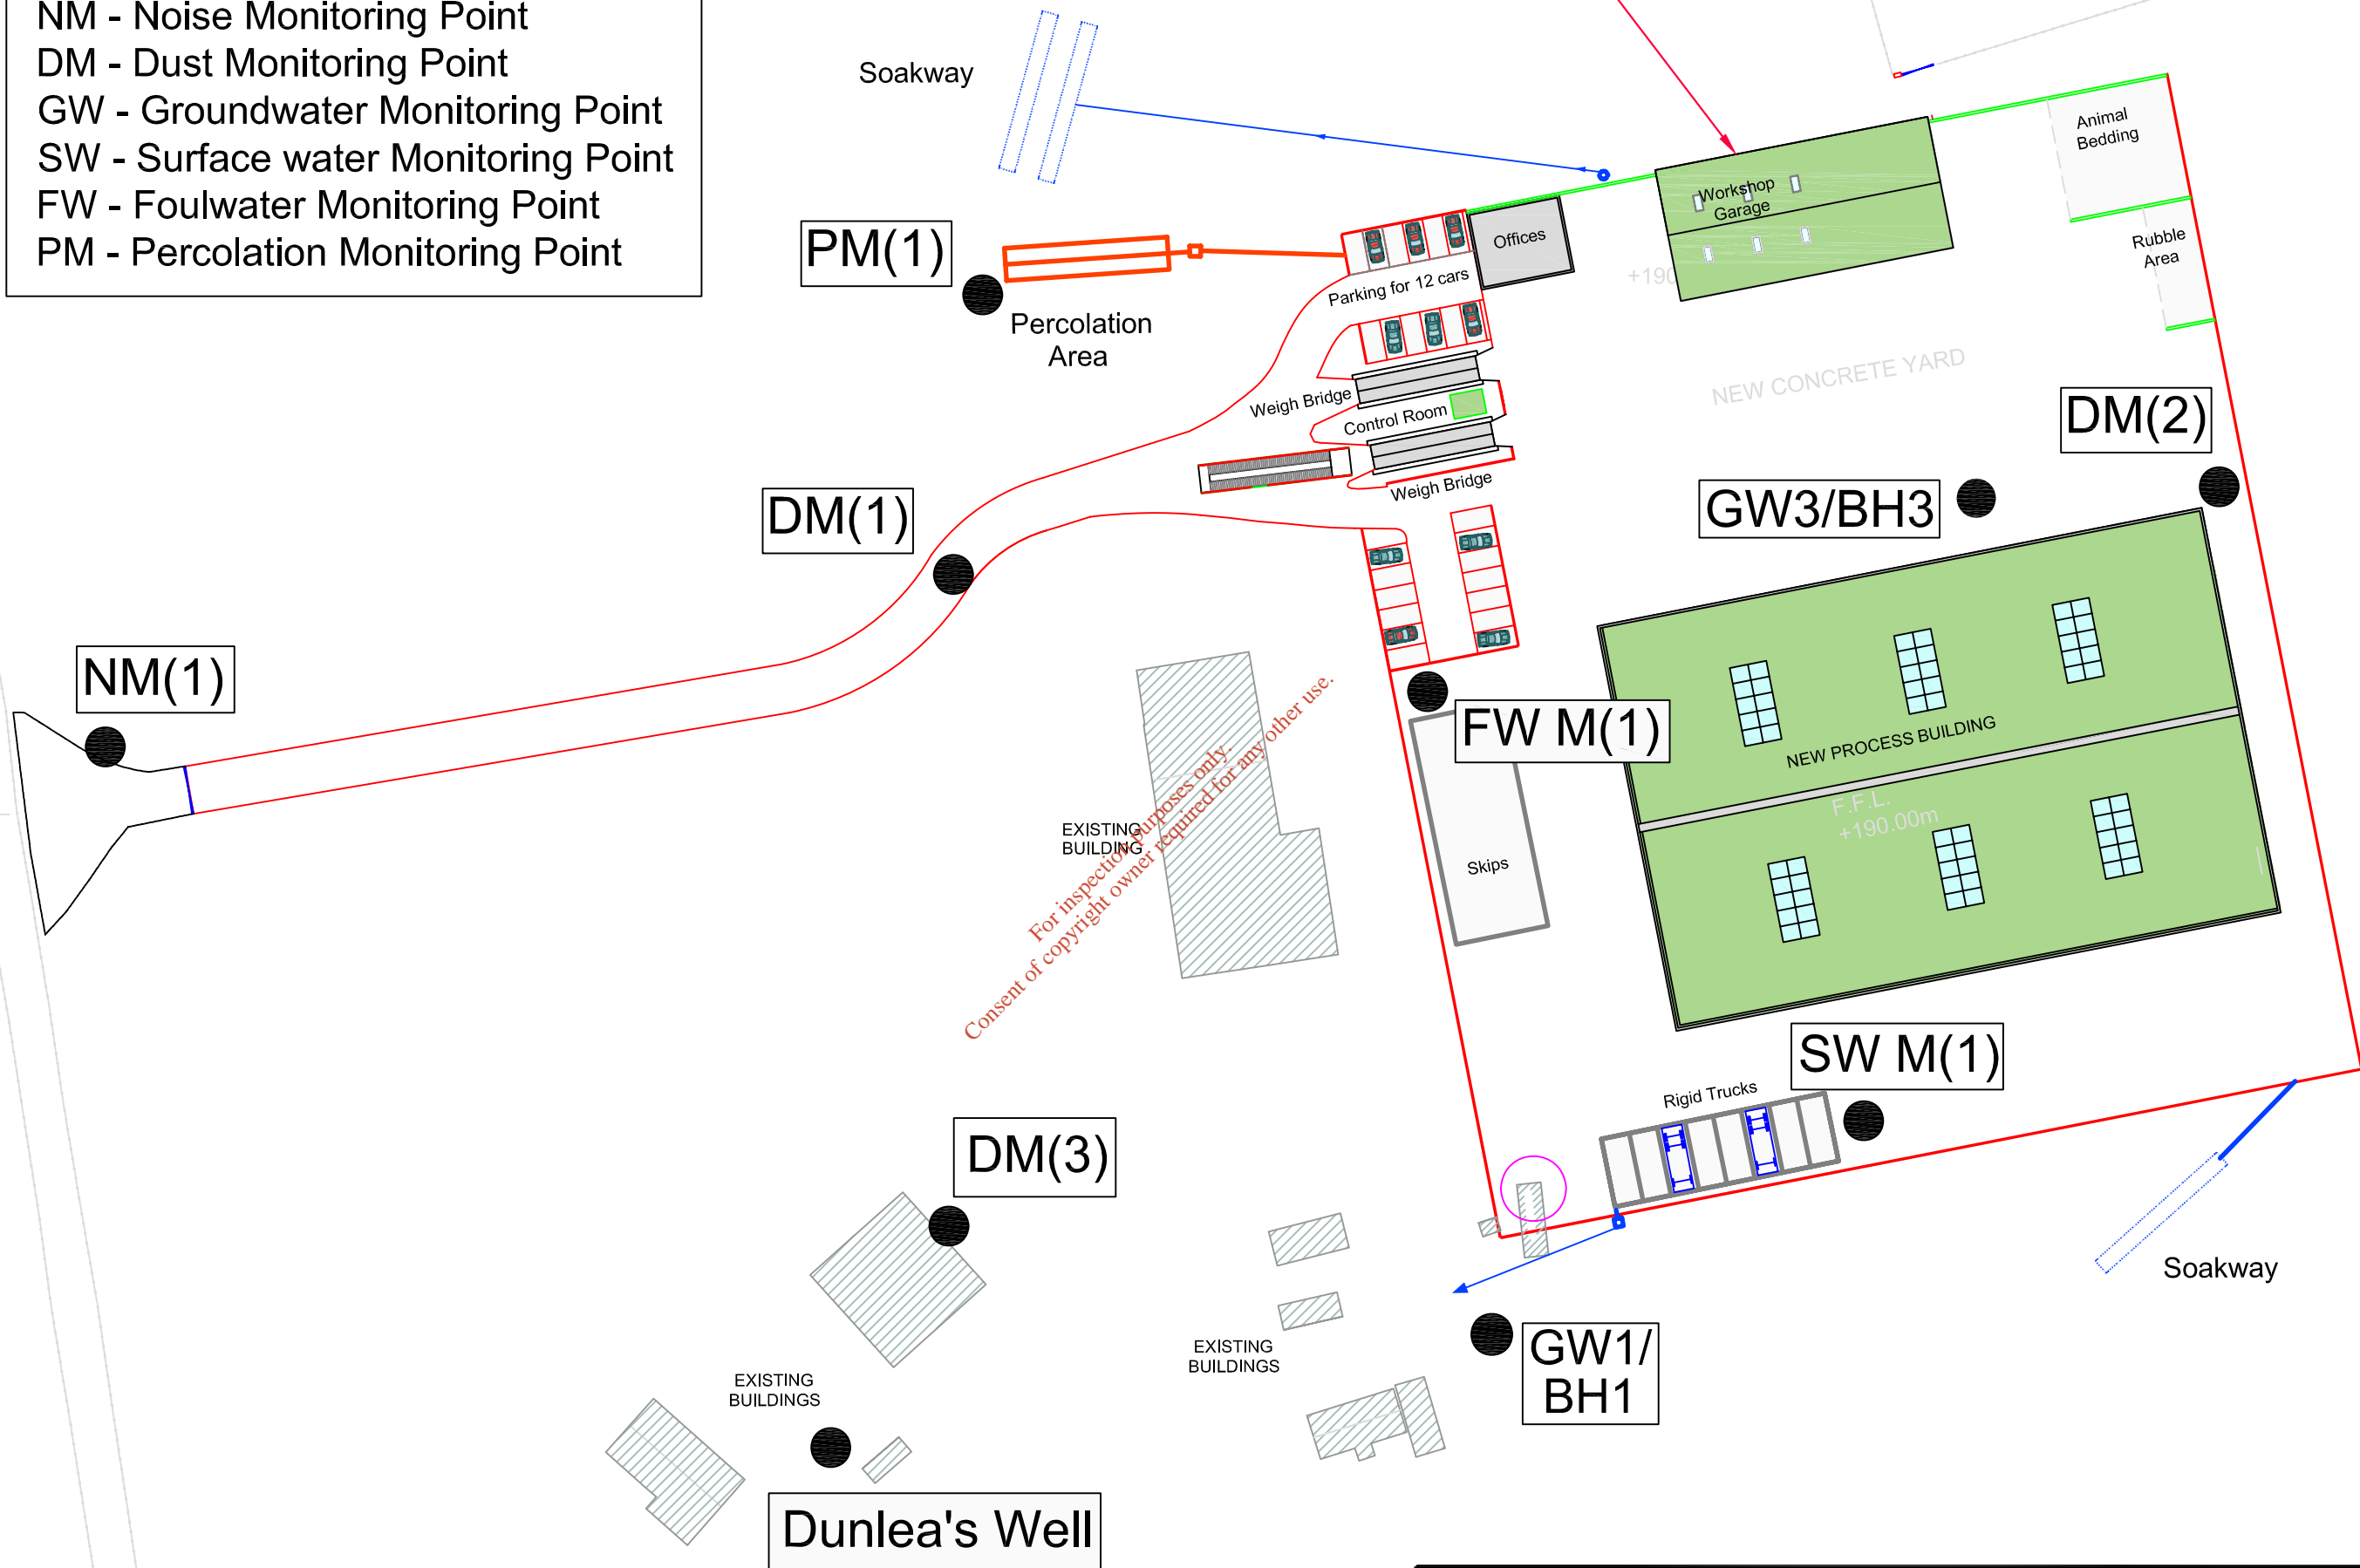 NM - Noise Monitoring Point
DM - Dust Monitoring Point
GW - Groundwater Monitoring Point
SW - Surface water Monitoring Point
FW - Foulwater Monitoring Point
PM - Percolation Monitoring Point
Soakway
Animal
Bedding
Workshop
Garage
Offices
Rubble
Area
PM(1)
+190
Parking for 12 cars
Percolation
Area
NEW CONCRETE YARD
Weigh Bridge
Control Room
DM(2)
Weigh Bridge
DM(1)
GW3/BH3
NM(1)
FW M(1)
NEW PROCESS BUILDING
F.F.L.
+190.00m
EXISTING
BUILDING
For inspection purposes only.
Consent of copyright owner required for any other use.
Skips
SW M(1)
Rigid Trucks
DM(3)
Soakway
GW1/
BH1
EXISTING
BUILDINGS
EXISTING
BUILDINGS
Dunlea's Well